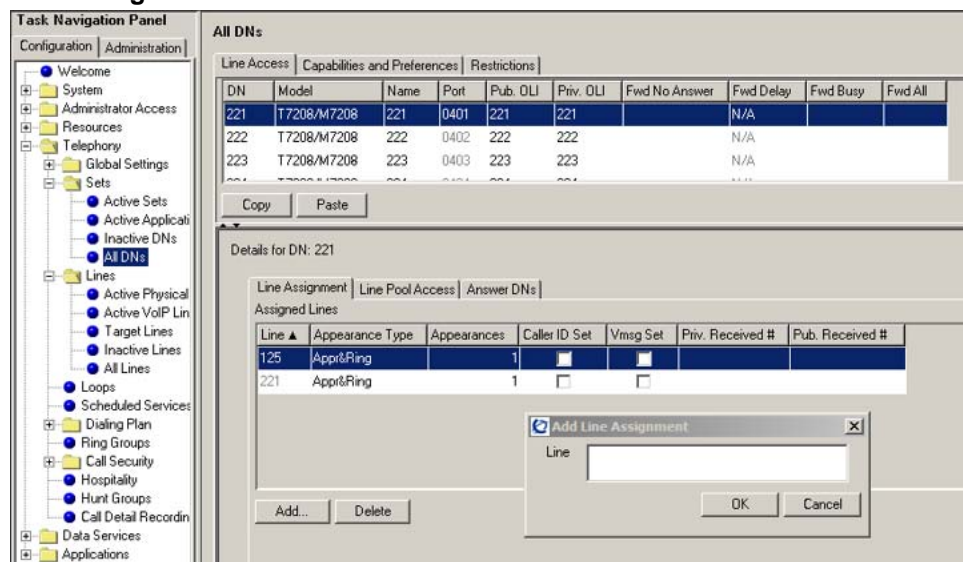 Task Navigation Panel
Configuration Administration
Welcome
System
Administrator Access
Resources
Telephony
Global Settings
Sets
Active Sets
Active Applicati
Inactive DNs
All DNs
Lines
Active Physical
Active VoIP Lin
Target Lines
Inactive Lines
All Lines
Loops
Scheduled Services
Dialing Plan
Ring Groups
Call Security
Hospitality
Hunt Groups
Call Detail Recordin
Data Services
Applications
All DNs
Line Access Capabilities and Preferences Restrictions
DN Model Name Port Pub. OLI Priv. OLI Fwd No Answer Fwd Delay Fwd Busy Fwd All
221 T7208/M7208 221 0401 221 221 N/A
222 T7208/M7208 222 0402 222 222 N/A
223 T7208/M7208 223 0403 223 223 N/A
Copy Paste
Details for DN: 221
Line Assignment Line Pool Access Answer DNs
Assigned Lines
Line ▲ Appearance Type Appearances Caller ID Set Vmsg Set Priv. Received # Pub. Received #
125 Appr&Ring 1
221 Appr&Ring 1
Add Line Assignment
Line
OK Cancel
Add... Delete